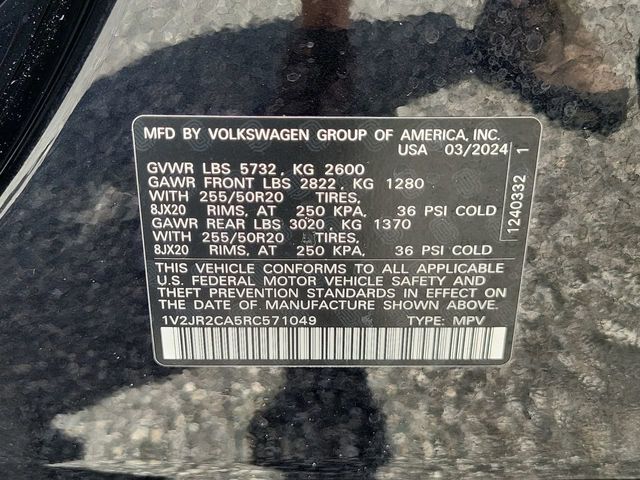 MFD BY VOLKSWAGEN GROUP OF AMERICA, INC.
USA 03/2024
GVWR LBS 5732, KG 2600
GAWR FRONT LBS 2822, KG 1280
WITH 255/50R20 TIRES,
8JX20 RIMS, AT 250 KPA, 36 PSI COLD
GAWR REAR LBS 3020, KG 1370
WITH 255/50R20 TIRES,
8JX20 RIMS, AT 250 KPA, 36 PSI COLD
THIS VEHICLE CONFORMS TO ALL APPLICABLE
U.S. FEDERAL MOTOR VEHICLE SAFETY AND
THEFT PREVENTION STANDARDS IN EFFECT ON
THE DATE OF MANUFACTURE SHOWN ABOVE.
1V2JR2CA5RC571049 TYPE: MPV
1240332 1